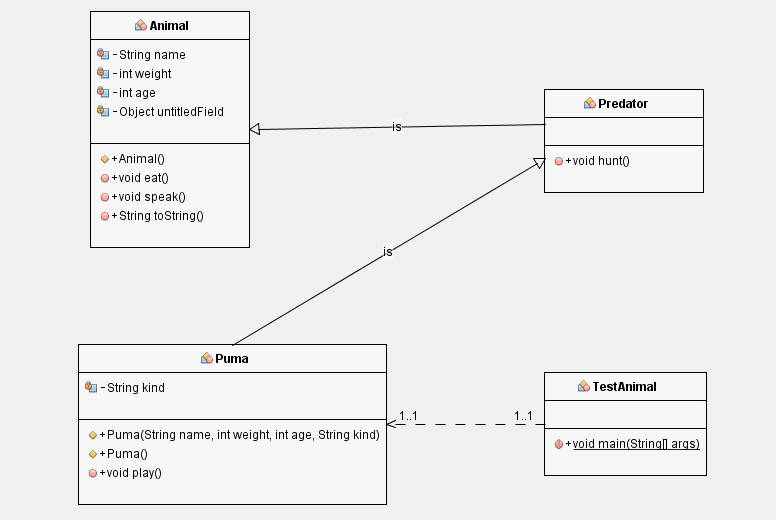 Animal
- String name
- int weight
- int age
- Object untitledField
+ Animal()
+ void eat()
+ void speak()
+ String toString()
is
Predator
+ void hunt()
is
Puma
- String kind
+ Puma(String name, int weight, int age, String kind)
+ Puma()
+ void play()
1..1 1..1
TestAnimal
+ void main(String[] args)